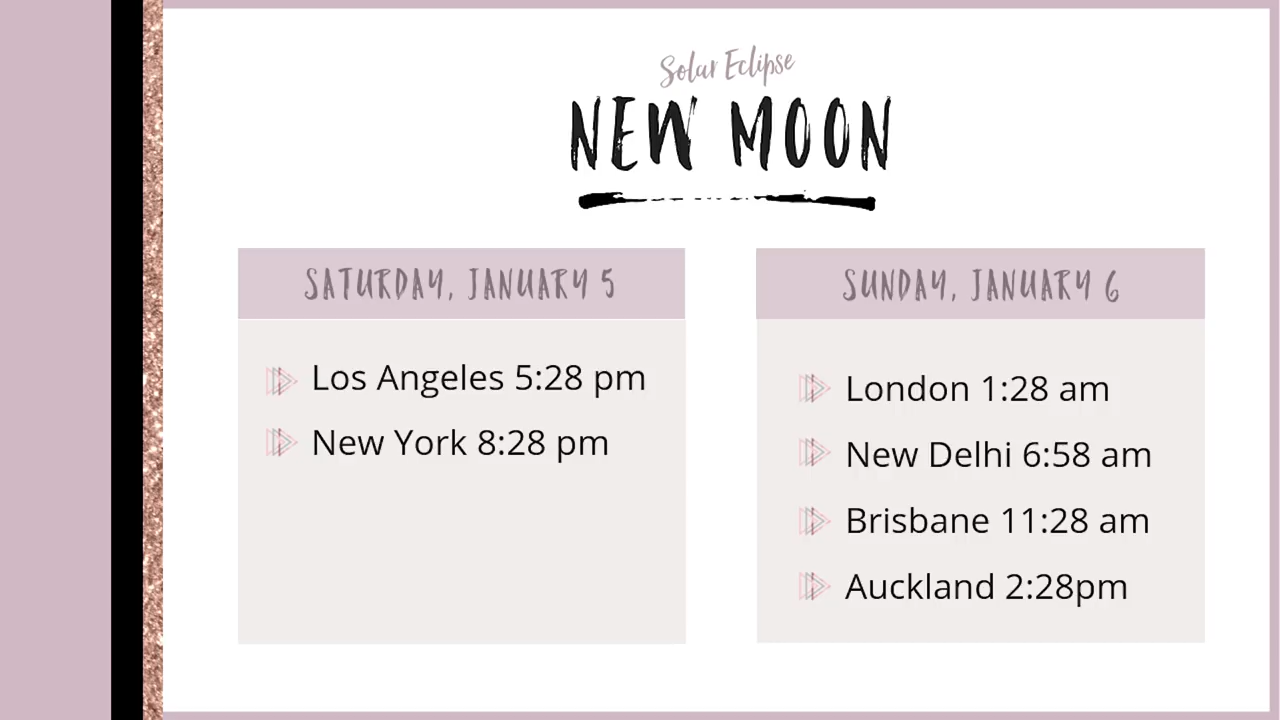 Solar Eclipse
NEW MOON
SATURDAY, JANUARY 5
Los Angeles 5:28 pm
New York 8:28 pm
SUNDAY, JANUARY 6
London 1:28 am
New Delhi 6:58 am
Brisbane 11:28 am
Auckland 2:28pm